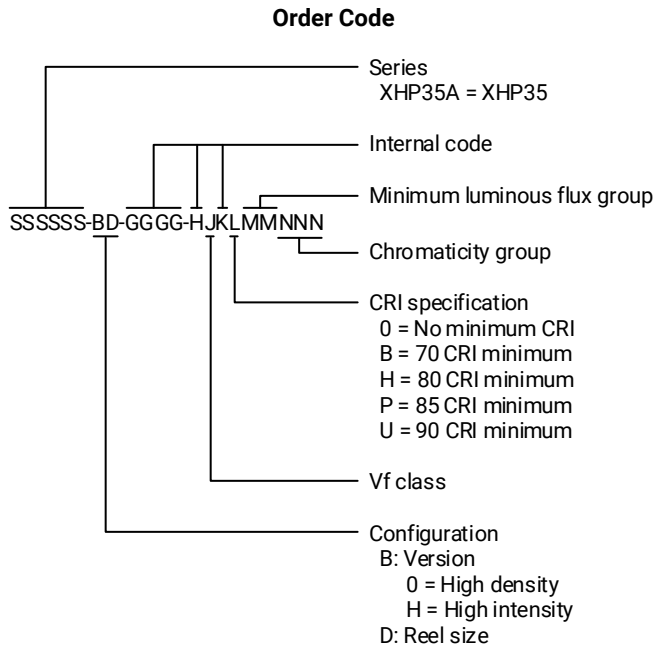 Order Code
Series
XHP35A = XHP35
Internal code
Minimum luminous flux group
SSSSSS-BD-GGGG-HJKLMMNNN
Chromaticity group
CRI specification
0 = No minimum CRI
B = 70 CRI minimum
H = 80 CRI minimum
P = 85 CRI minimum
U = 90 CRI minimum
Vf class
Configuration
B: Version
0 = High density
H = High intensity
D: Reel size